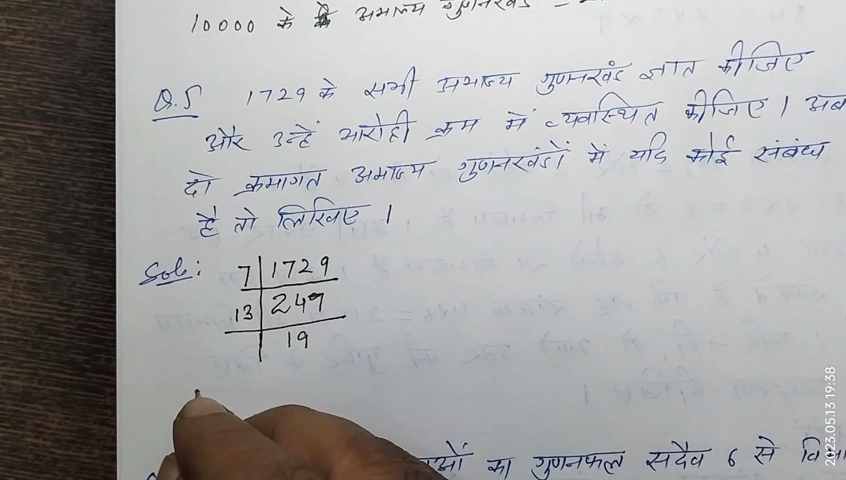 10000 के अभाज्य गुणनखंड -
Q.5 1729 के सभी अभाज्य गुणनखंड ज्ञात कीजिए
और उन्हें आरोही क्रम में व्यवस्थित कीजिए। अब
दो क्रमागत अभाज्य गुणनखंडों में यदि कोई संबंध
है तो लिखिए।
Sol:
7 | 1729
13 | 247
19
ओं का गुणनफल सदैव 6 से
2023.05.13 19:38